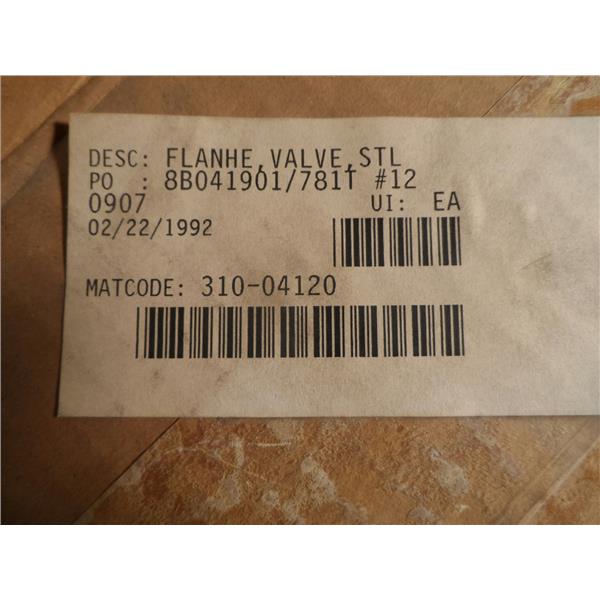 DESC: FLANHE,VALVE,STL
PO : 8B041901/781T #12
0907 UI: EA
02/22/1992
MATCODE: 310-04120